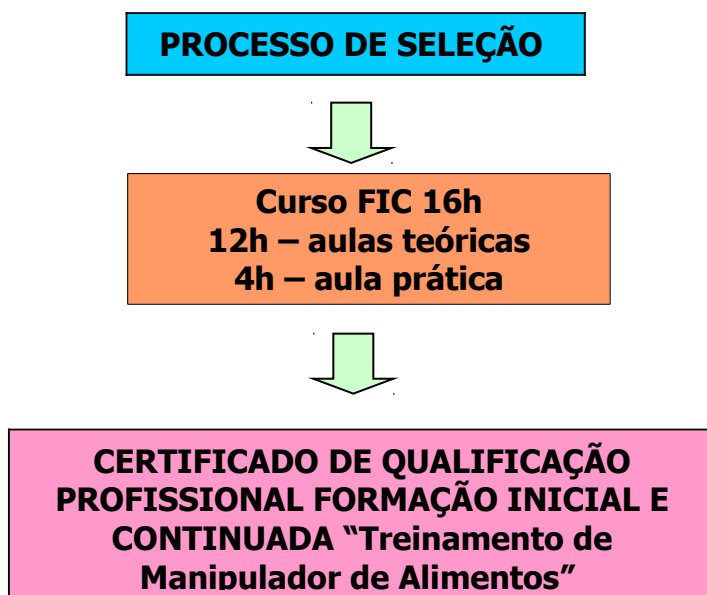 PROCESSO DE SELEÇÃO
Curso FIC 16h
12h – aulas teóricas
4h – aula prática
CERTIFICADO DE QUALIFICAÇÃO
PROFISSIONAL FORMAÇÃO INICIAL E
CONTINUADA “Treinamento de
Manipulador de Alimentos”